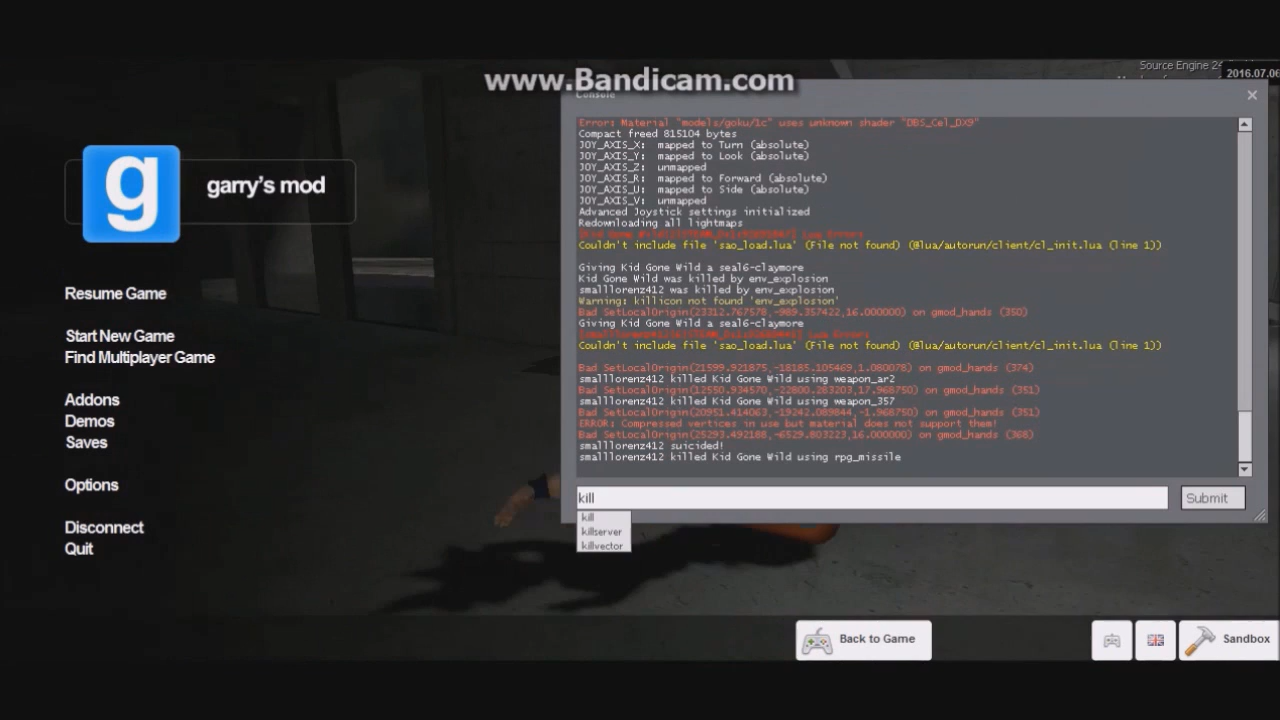 www.Bandicam.com
Source Engine 24
2016.07.06
Console
Error: Material "models/goku/1c" uses unknown shader "DBS_Cel_DX9"
Compact freed 815104 bytes
JOY_AXIS_X: mapped to Turn (absolute)
JOY_AXIS_Y: mapped to Look (absolute)
JOY_AXIS_Z: unmapped
JOY_AXIS_R: mapped to Forward (absolute)
JOY_AXIS_U: mapped to Side (absolute)
JOY_AXIS_V: unmapped
Advanced Joystick settings initialized
Redownloading all lightmaps
Couldn't include file 'sao_load.lua' (File not found) (@lua/autorun/client/cl_init.lua (line 1))
Giving Kid Gone Wild a seal6-claymore
Kid Gone Wild was killed by env_explosion
smalllorenz412 was killed by env_explosion
Warning: killicon not found 'env_explosion'
Bad SetLocalOrigin(23312.767578,-989.357422,16.000000) on gmod_hands (350)
Giving Kid Gone Wild a seal6-claymore
Couldn't include file 'sao_load.lua' (File not found) (@lua/autorun/client/cl_init.lua (line 1))
Bad SetLocalOrigin(21599.921875,-18185.105469,1.080078) on gmod_hands (374)
smalllorenz412 killed Kid Gone Wild using weapon_ar2
Bad SetLocalOrigin(12550.934570,-22800.283203,17.968750) on gmod_hands (351)
smalllorenz412 killed Kid Gone Wild using weapon_357
Bad SetLocalOrigin(20951.414063,-19242.089844,-1.968750) on gmod_hands (351)
ERROR: Compressed vertices in use but material does not support them!
Bad SetLocalOrigin(25293.492188,-6529.803223,16.000000) on gmod_hands (368)
smalllorenz412 suicided!
smalllorenz412 killed Kid Gone Wild using rpg_missile
kill
Submit
kill
killserver
killvector
g
garry's mod
Resume Game
Start New Game
Find Multiplayer Game
Addons
Demos
Saves
Options
Disconnect
Quit
Back to Game
Sandbox